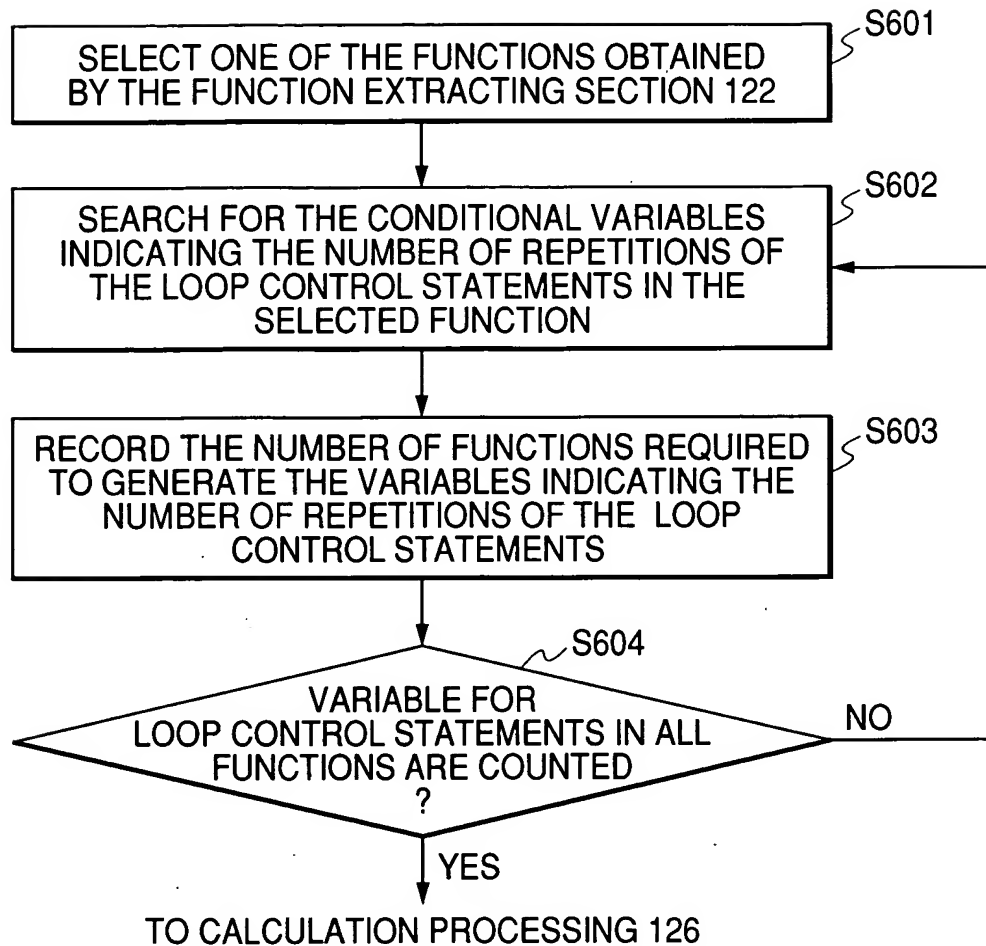 S601
SELECT ONE OF THE FUNCTIONS OBTAINED
BY THE FUNCTION EXTRACTING SECTION 122
S602
SEARCH FOR THE CONDITIONAL VARIABLES
INDICATING THE NUMBER OF REPETITIONS OF
THE LOOP CONTROL STATEMENTS IN THE
SELECTED FUNCTION
S603
RECORD THE NUMBER OF FUNCTIONS REQUIRED
TO GENERATE THE VARIABLES INDICATING THE
NUMBER OF REPETITIONS OF THE LOOP
CONTROL STATEMENTS
S604
VARIABLE FOR
LOOP CONTROL STATEMENTS IN ALL
FUNCTIONS ARE COUNTED
?
NO
YES
TO CALCULATION PROCESSING 126